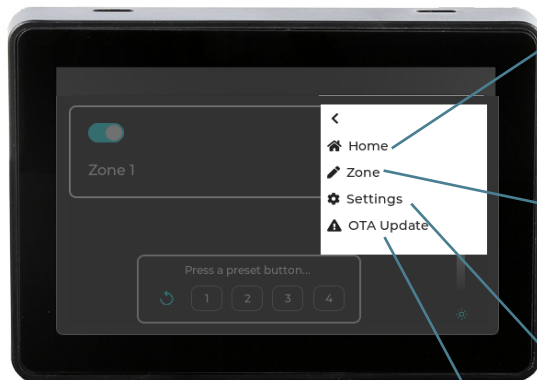 Home
Zone
Settings
OTA Update
Zone 1
Press a preset button...
1 2 3 4